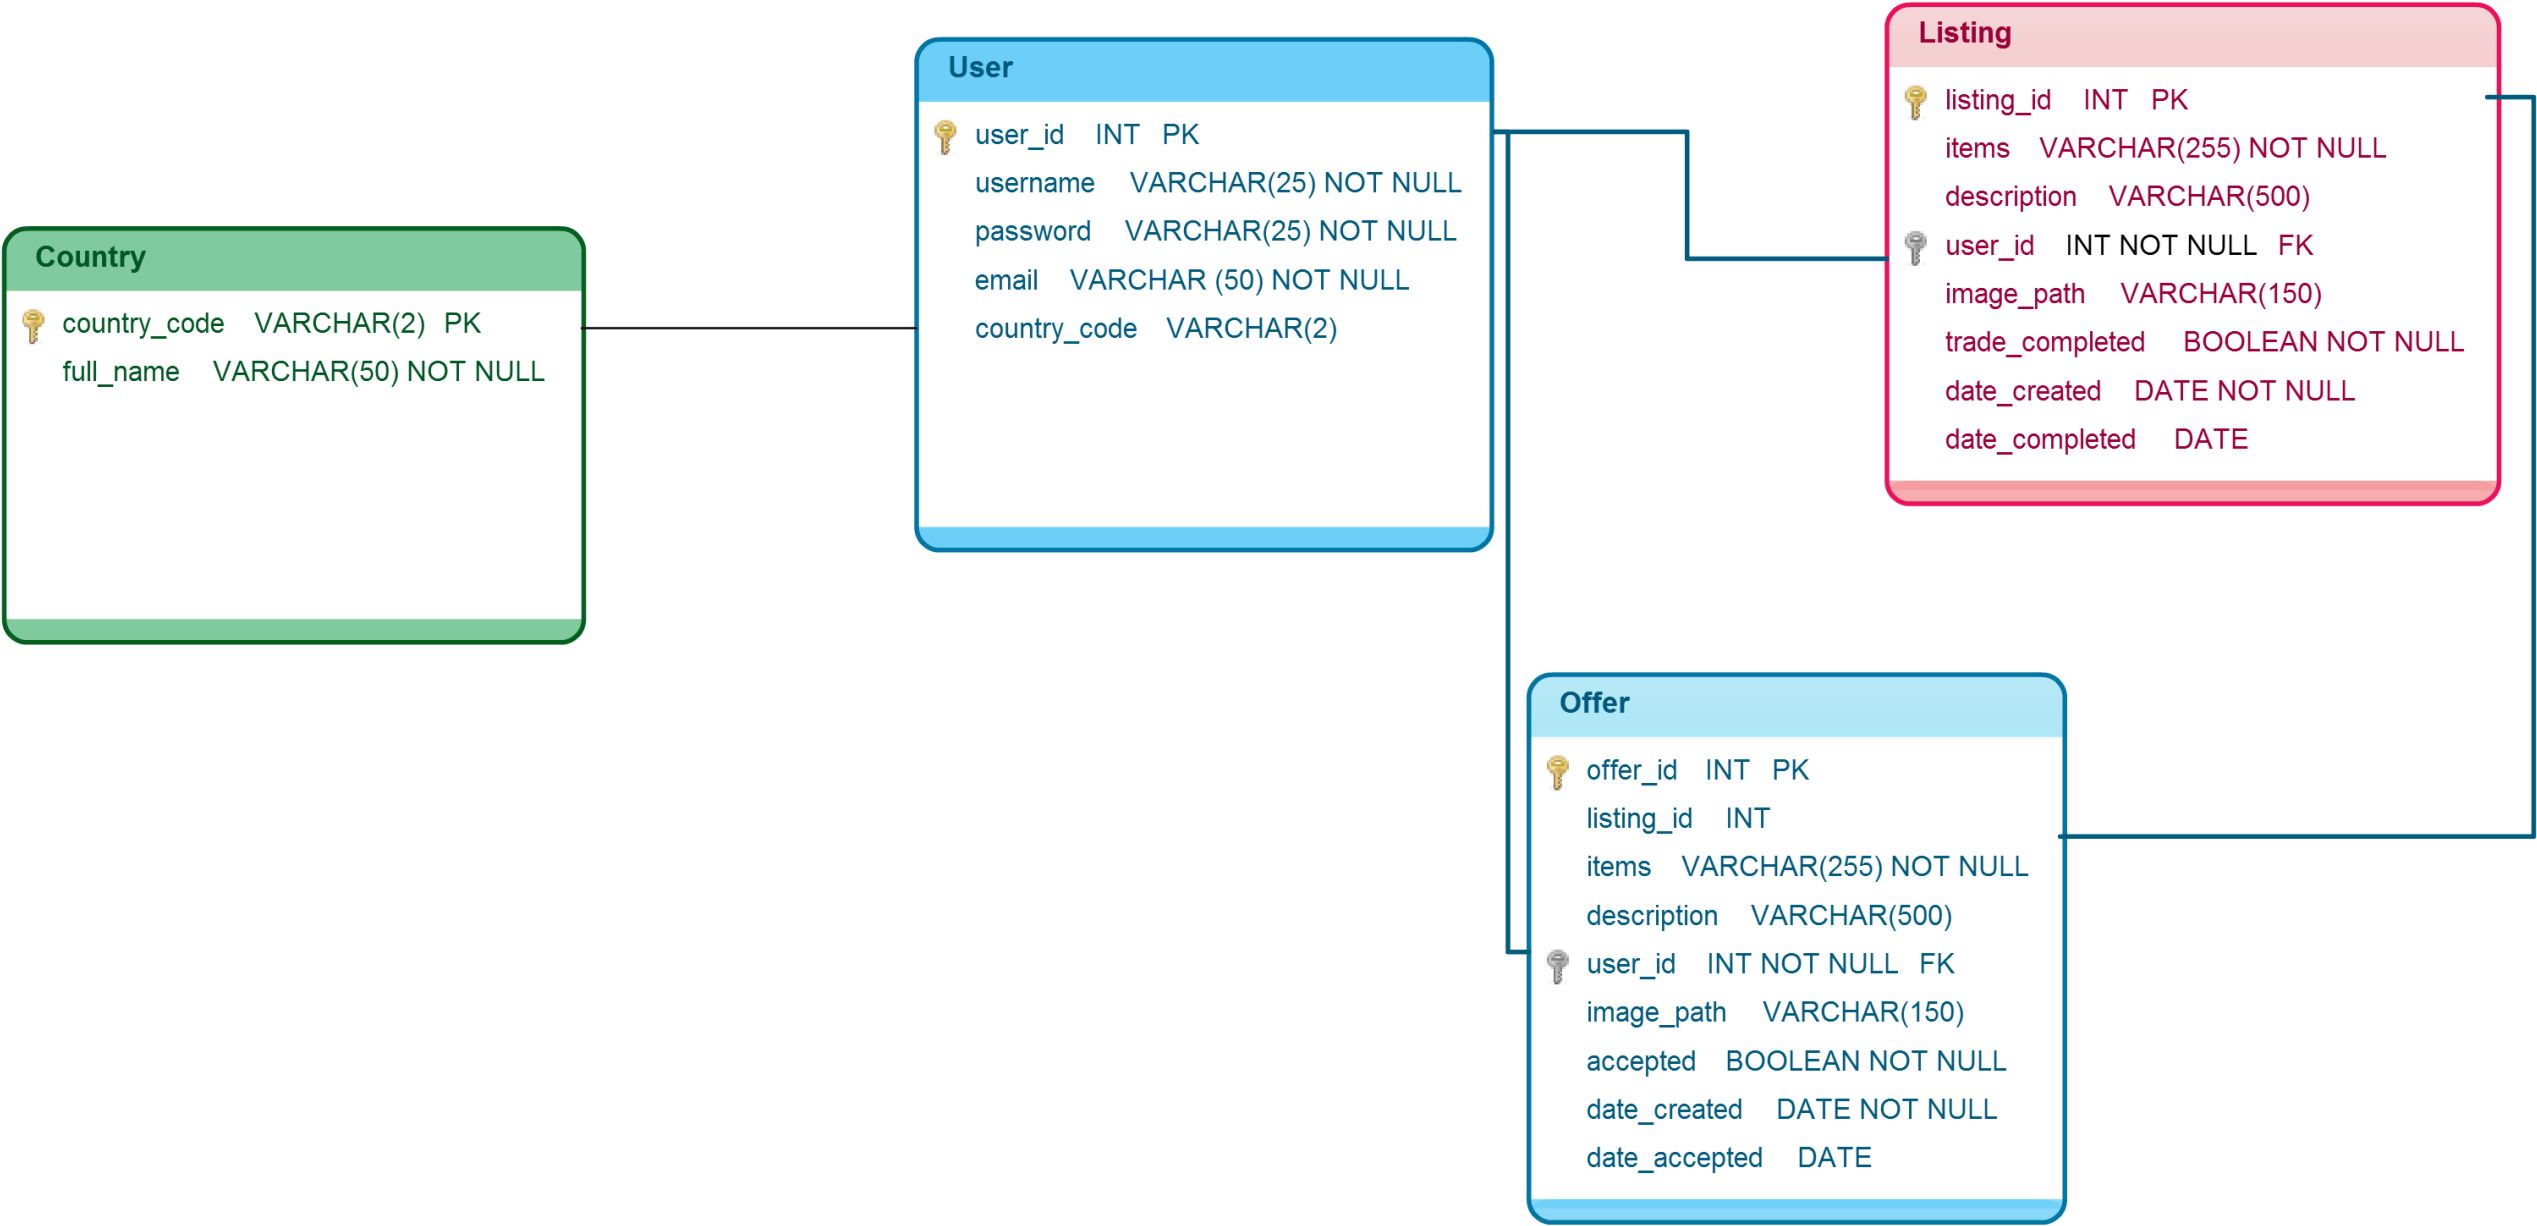 Country
country_code VARCHAR(2) PK
full_name VARCHAR(50) NOT NULL
User
user_id INT PK
username VARCHAR(25) NOT NULL
password VARCHAR(25) NOT NULL
email VARCHAR (50) NOT NULL
country_code VARCHAR(2)
Listing
listing_id INT PK
items VARCHAR(255) NOT NULL
description VARCHAR(500)
user_id INT NOT NULL FK
image_path VARCHAR(150)
trade_completed BOOLEAN NOT NULL
date_created DATE NOT NULL
date_completed DATE
Offer
offer_id INT PK
listing_id INT
items VARCHAR(255) NOT NULL
description VARCHAR(500)
user_id INT NOT NULL FK
image_path VARCHAR(150)
accepted BOOLEAN NOT NULL
date_created DATE NOT NULL
date_accepted DATE